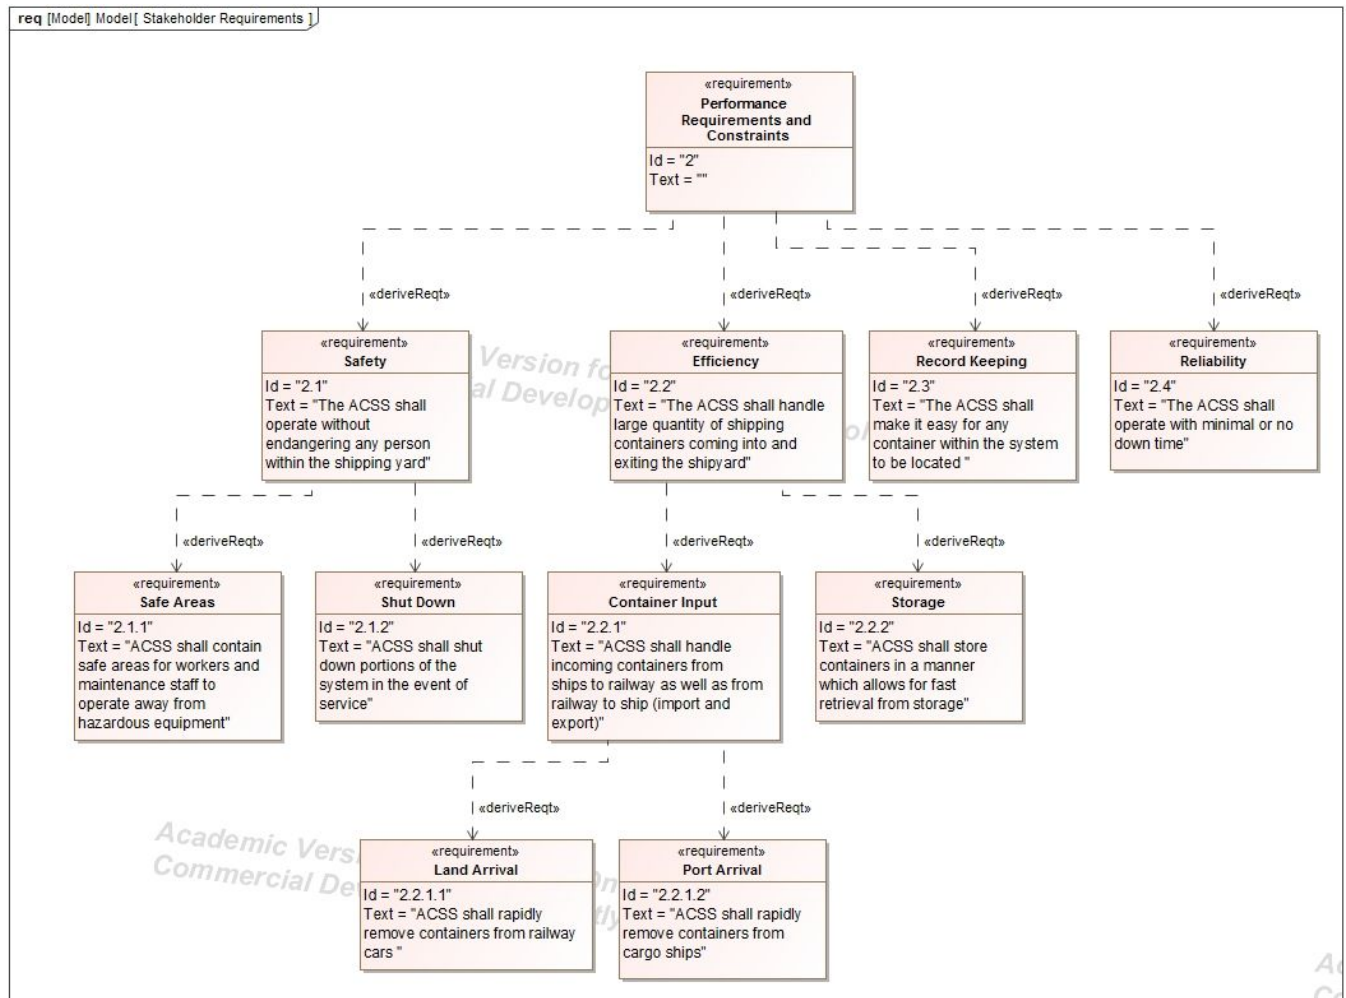 req [Model] Model[ Stakeholder Requirements ]
«requirement»
Performance
Requirements and
Constraints
Id = "2"
Text = ""
«deriveReqt»
«deriveReqt»
«deriveReqt»
«deriveReqt»
«requirement»
Safety
Id = "2.1"
Text = "The ACSS shall
operate without
endangering any person
within the shipping yard"
«requirement»
Efficiency
Id = "2.2"
Text = "The ACSS shall handle
large quantity of shipping
containers coming into and
exiting the shipyard"
«requirement»
Record Keeping
Id = "2.3"
Text = "The ACSS shall
make it easy for any
container within the system
to be located "
«requirement»
Reliability
Id = "2.4"
Text = "The ACSS shall
operate with minimal or no
down time"
Version fo
al Develop
«deriveReqt»
«deriveReqt»
«deriveReqt»
«deriveReqt»
«requirement»
Safe Areas
Id = "2.1.1"
Text = "ACSS shall contain
safe areas for workers and
maintenance staff to
operate away from
hazardous equipment"
«requirement»
Shut Down
Id = "2.1.2"
Text = "ACSS shall shut
down portions of the
system in the event of
service"
«requirement»
Container Input
Id = "2.2.1"
Text = "ACSS shall handle
incoming containers from
ships to railway as well as from
railway to ship (import and
export)"
«requirement»
Storage
Id = "2.2.2"
Text = "ACSS shall store
containers in a manner
which allows for fast
retrieval from storage"
«deriveReqt»
«deriveReqt»
Academic Versi
Commercial De
«requirement»
Land Arrival
Id = "2.2.1.1"
Text = "ACSS shall rapidly
remove containers from railway
cars "
«requirement»
Port Arrival
Id = "2.2.1.2"
Text = "ACSS shall rapidly
remove containers from
cargo ships"